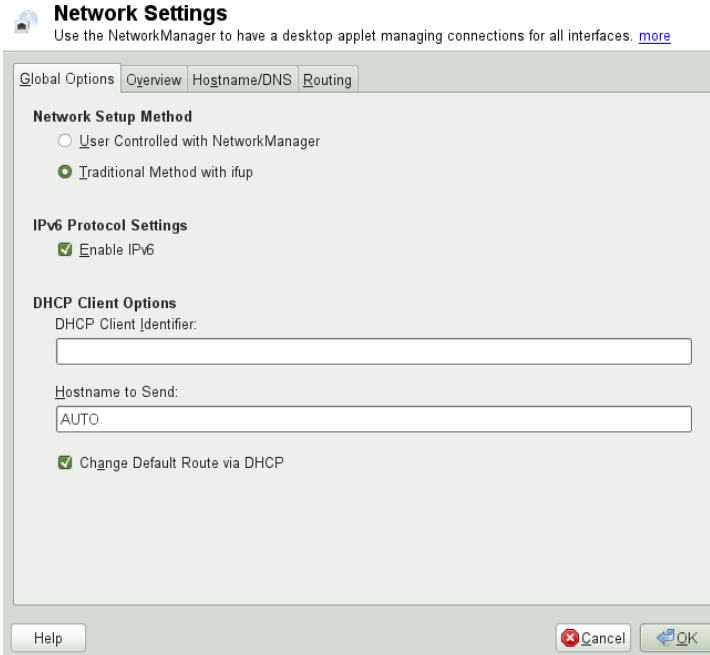 Network Settings
Use the NetworkManager to have a desktop applet managing connections for all interfaces. more
Global Options Overview Hostname/DNS Routing
Network Setup Method
User Controlled with NetworkManager
Traditional Method with ifup
IPv6 Protocol Settings
Enable IPv6
DHCP Client Options
DHCP Client Identifier:
Hostname to Send:
AUTO
Change Default Route via DHCP
Help Cancel OK